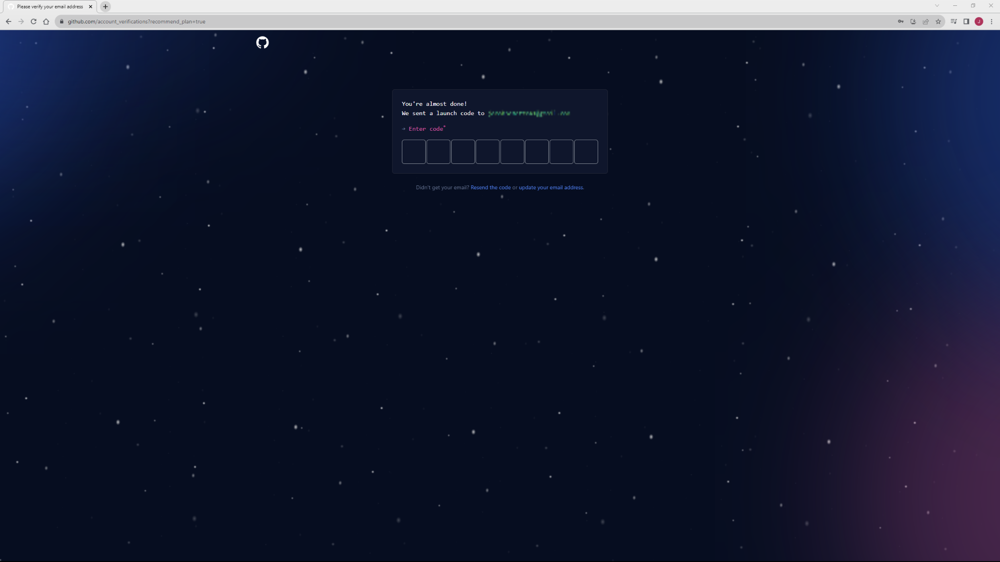 Please verify your email address
github.com/account_verifications?recommend_plan=true
J
You're almost done!
We sent a launch code to
→ Enter code*
Didn't get your email? Resend the code or update your email address.